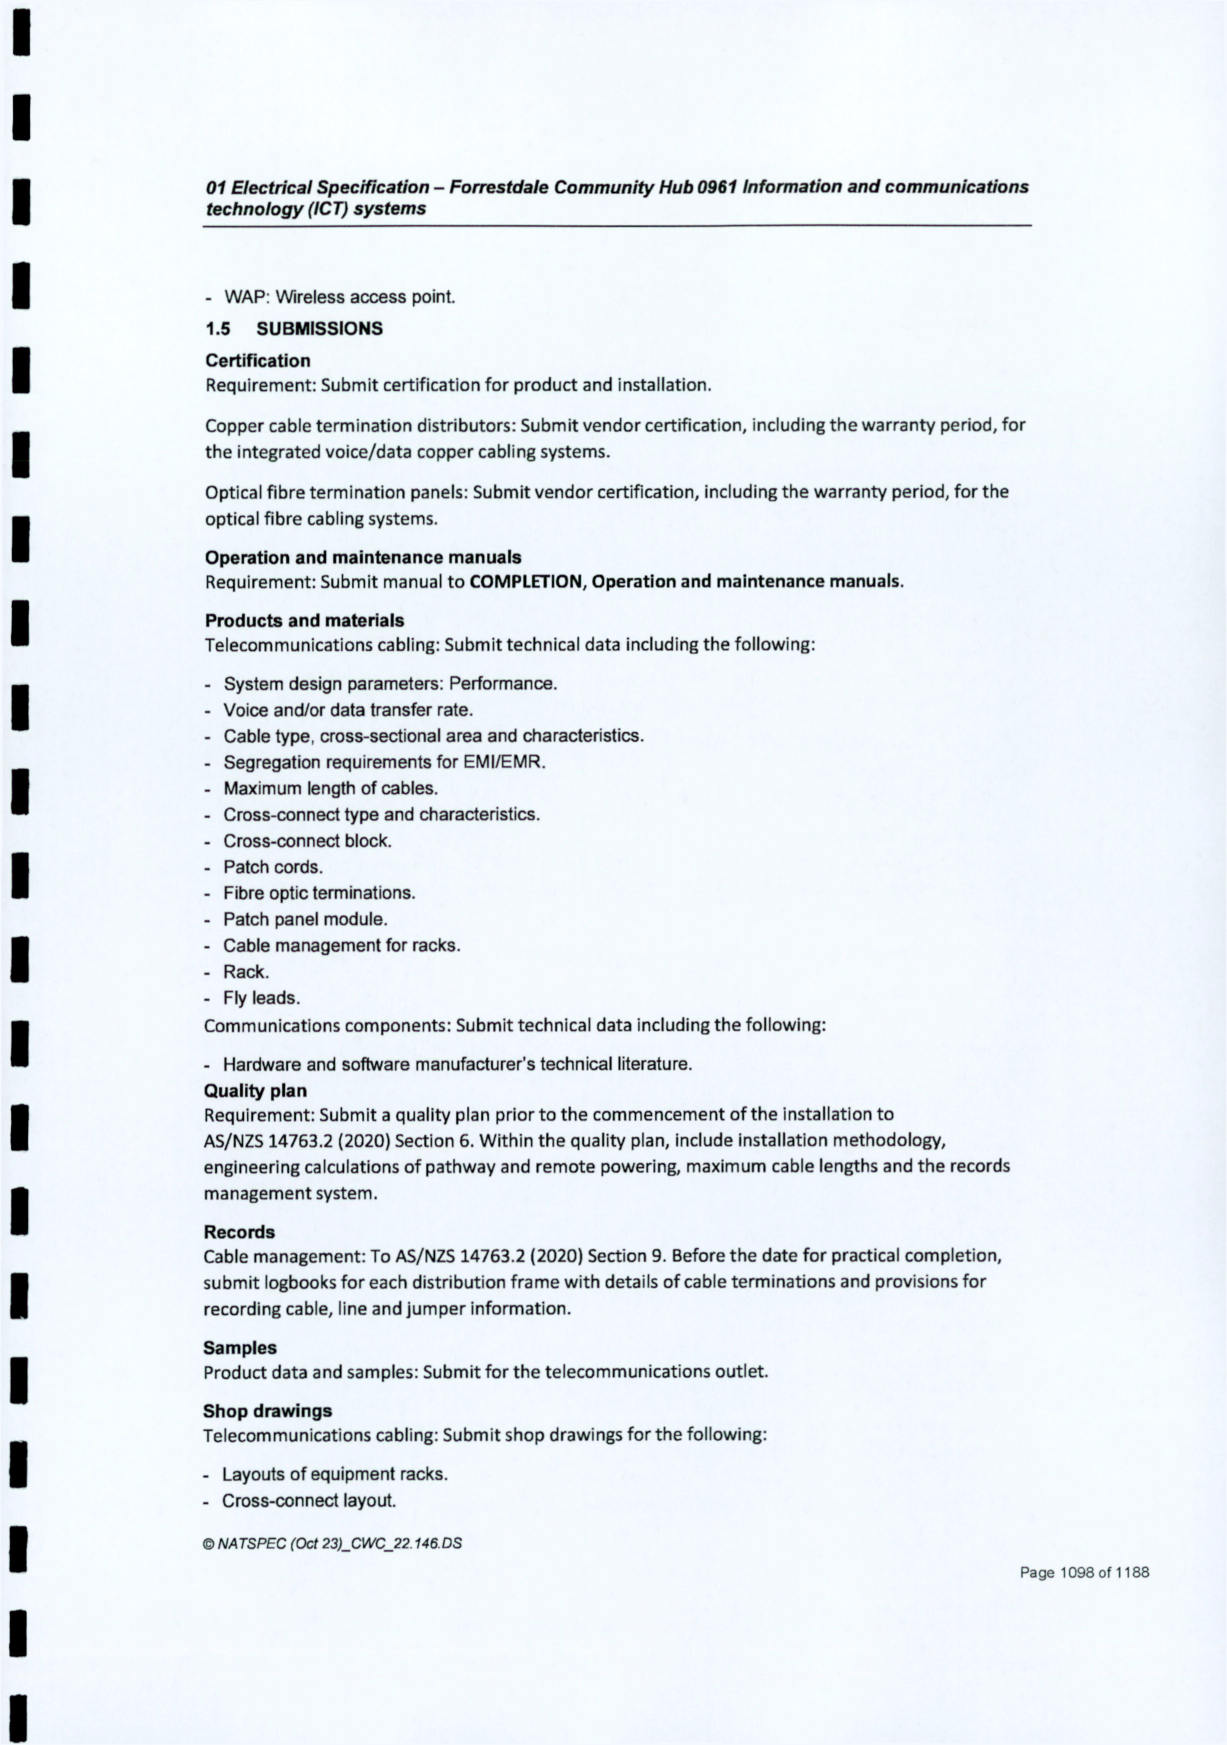 01 Electrical Specification – Forrestdale Community Hub 0961 Information and communications
technology (ICT) systems
- WAP: Wireless access point.
1.5 SUBMISSIONS
Certification
Requirement: Submit certification for product and installation.
Copper cable termination distributors: Submit vendor certification, including the warranty period, for
the integrated voice/data copper cabling systems.
Optical fibre termination panels: Submit vendor certification, including the warranty period, for the
optical fibre cabling systems.
Operation and maintenance manuals
Requirement: Submit manual to COMPLETION, Operation and maintenance manuals.
Products and materials
Telecommunications cabling: Submit technical data including the following:
- System design parameters: Performance.
- Voice and/or data transfer rate.
- Cable type, cross-sectional area and characteristics.
- Segregation requirements for EMI/EMR.
- Maximum length of cables.
- Cross-connect type and characteristics.
- Cross-connect block.
- Patch cords.
- Fibre optic terminations.
- Patch panel module.
- Cable management for racks.
- Rack.
- Fly leads.
Communications components: Submit technical data including the following:
- Hardware and software manufacturer's technical literature.
Quality plan
Requirement: Submit a quality plan prior to the commencement of the installation to
AS/NZS 14763.2 (2020) Section 6. Within the quality plan, include installation methodology,
engineering calculations of pathway and remote powering, maximum cable lengths and the records
management system.
Records
Cable management: To AS/NZS 14763.2 (2020) Section 9. Before the date for practical completion,
submit logbooks for each distribution frame with details of cable terminations and provisions for
recording cable, line and jumper information.
Samples
Product data and samples: Submit for the telecommunications outlet.
Shop drawings
Telecommunications cabling: Submit shop drawings for the following:
- Layouts of equipment racks.
- Cross-connect layout.
© NATSPEC (Oct 23)_CWC_22.146.DS
Page 1098 of 1188